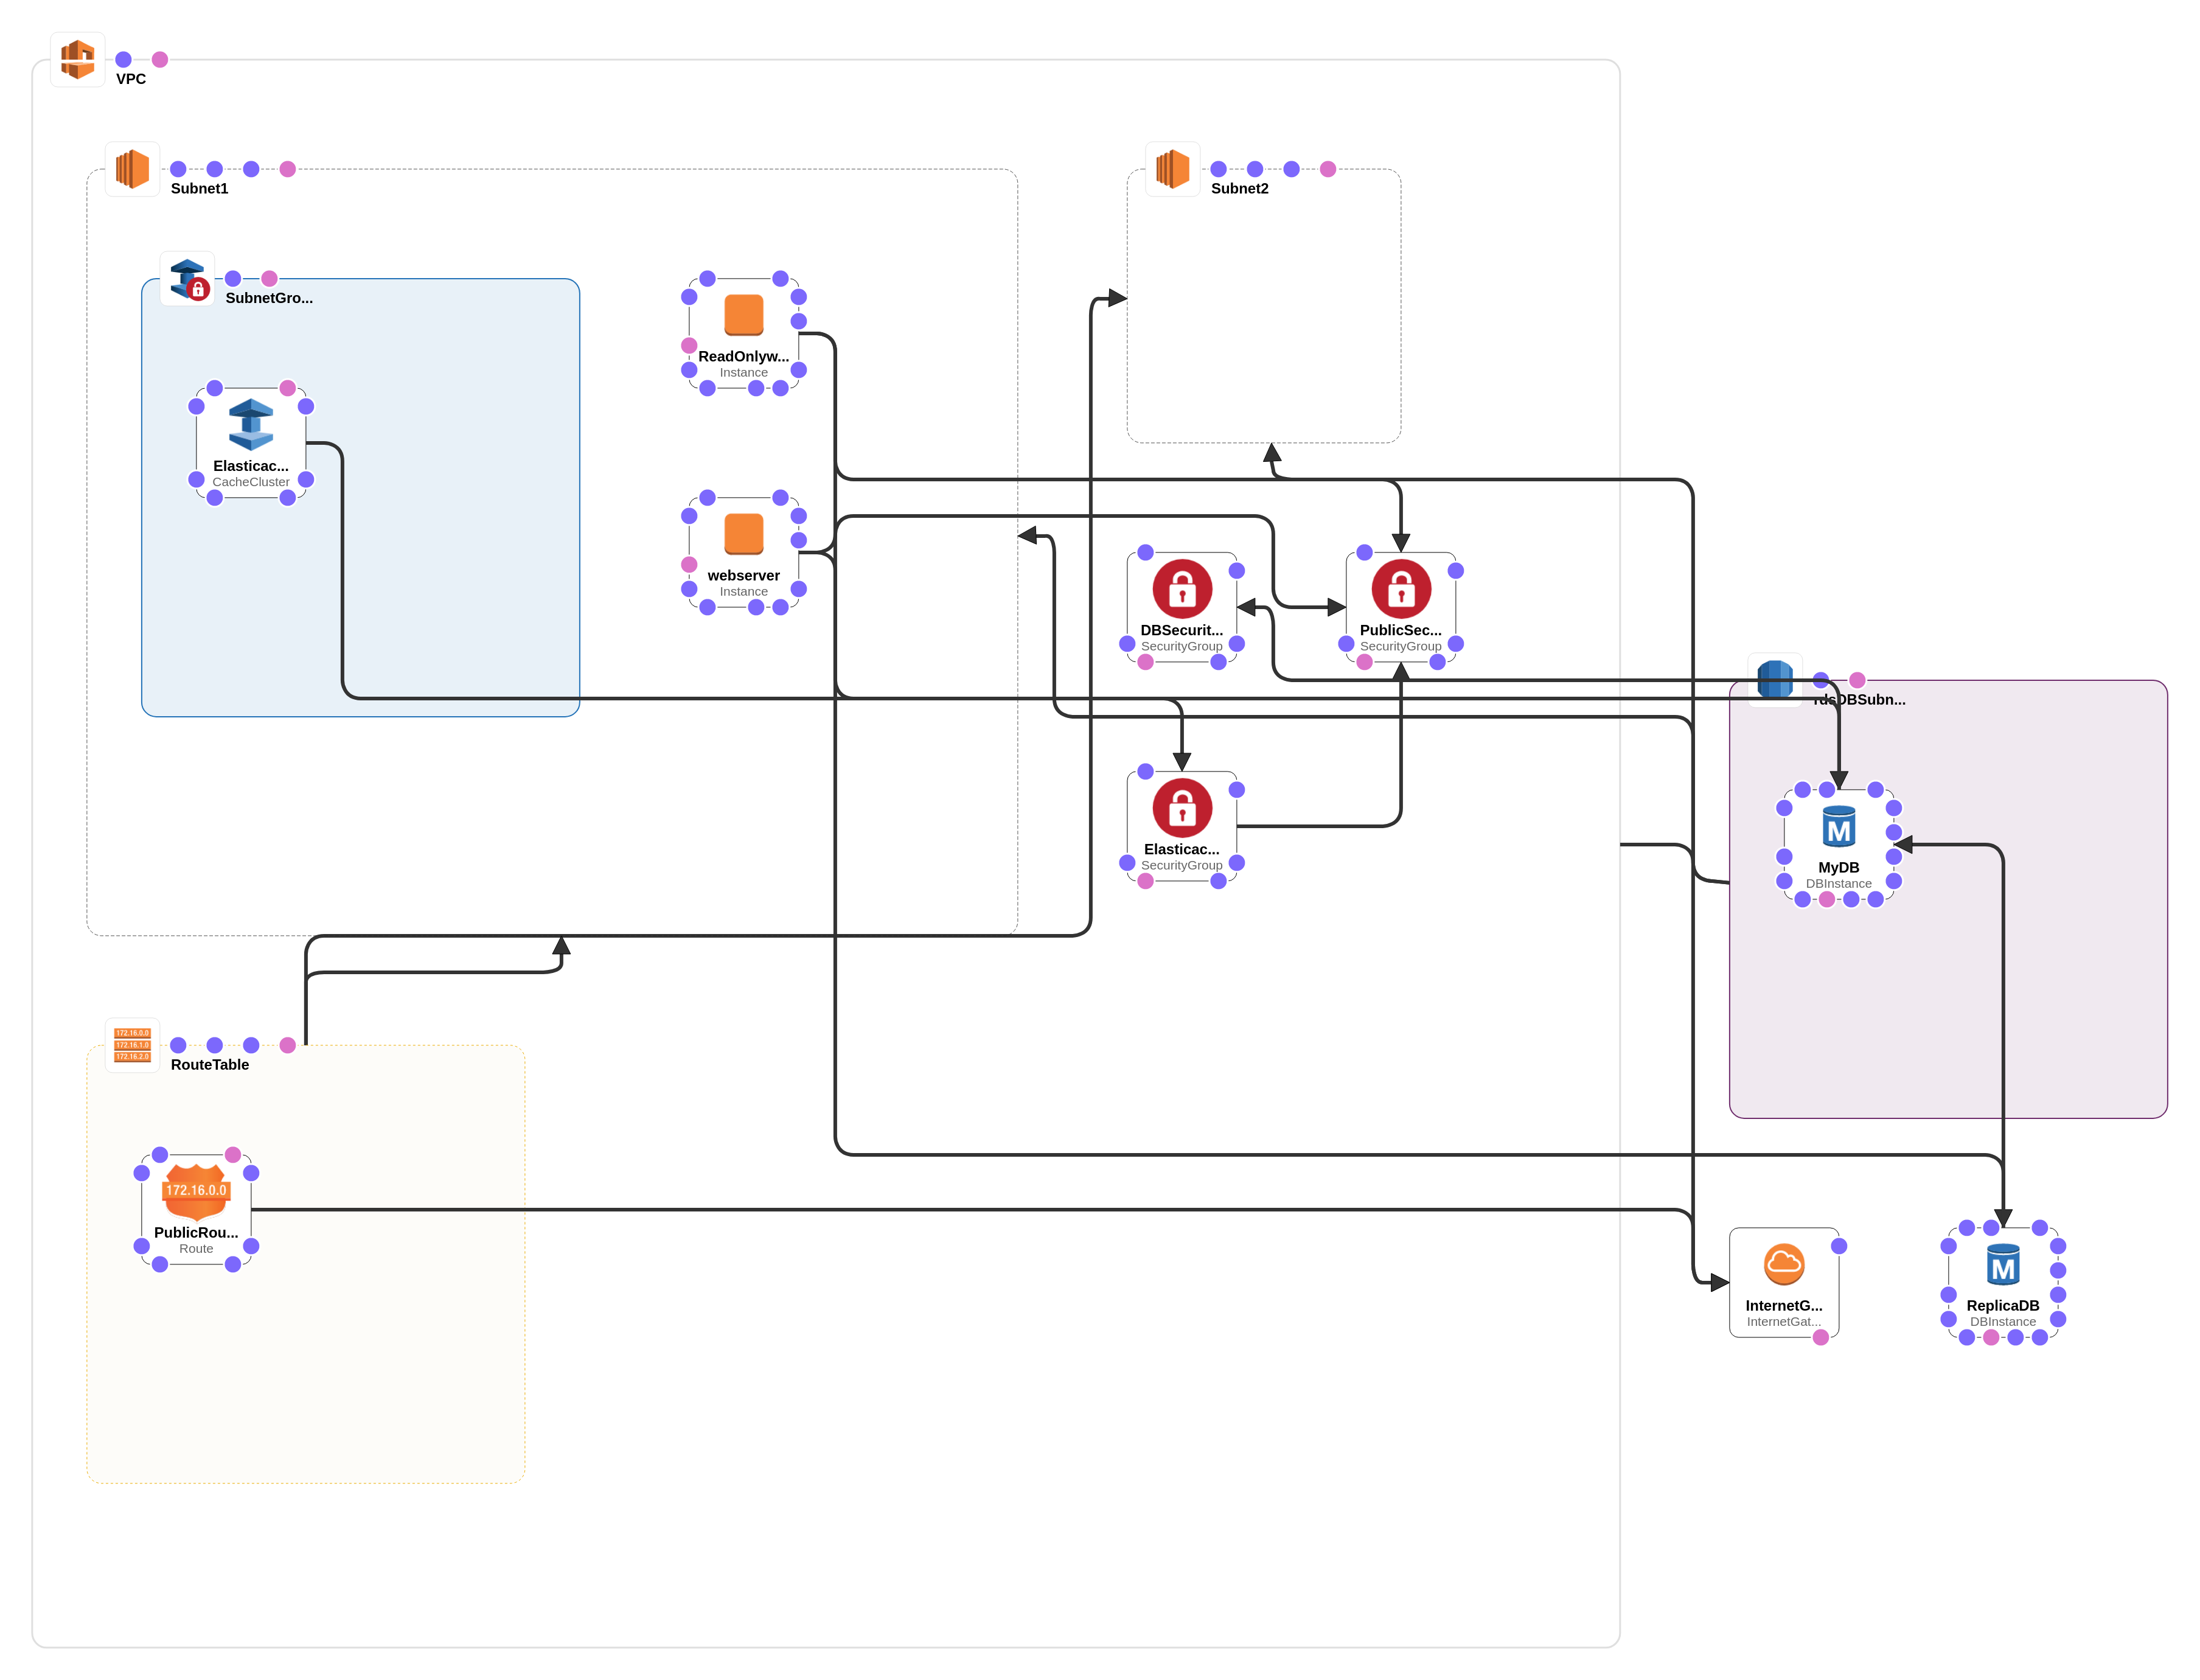 VPC
Subnet1
Subnet2
SubnetGro...
ReadOnlyw...
Instance
Elasticac...
CacheCluster
webserver
Instance
DBSecurit...
SecurityGroup
PublicSec...
SecurityGroup
rdsDBSubn...
Elasticac...
SecurityGroup
M
MyDB
DBInstance
172.16.0.0
172.16.1.0
172.16.2.0
RouteTable
172.16.0.0
PublicRou...
Route
InternetG...
InternetGat...
M
ReplicaDB
DBInstance